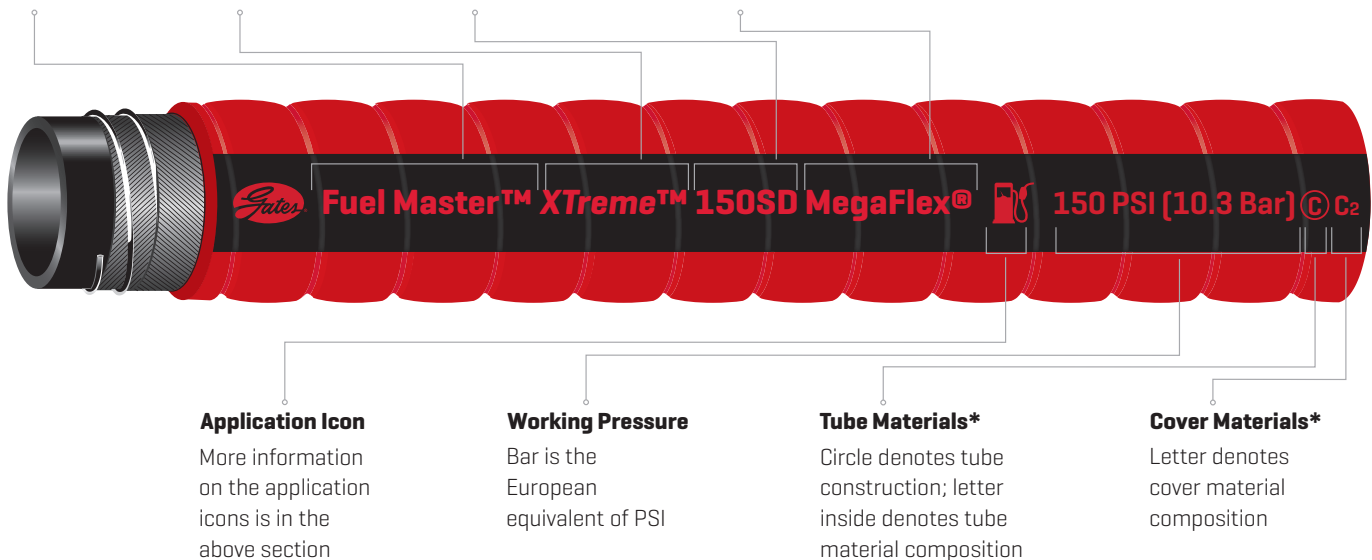 Gates
Fuel Master™ XTreme™ 150SD MegaFlex® 150 PSI (10.3 Bar) Ⓒ C₂
Application Icon
More information
on the application
icons is in the
above section
Working Pressure
Bar is the
European
equivalent of PSI
Tube Materials*
Circle denotes tube
construction; letter
inside denotes tube
material composition
Cover Materials*
Letter denotes
cover material
composition